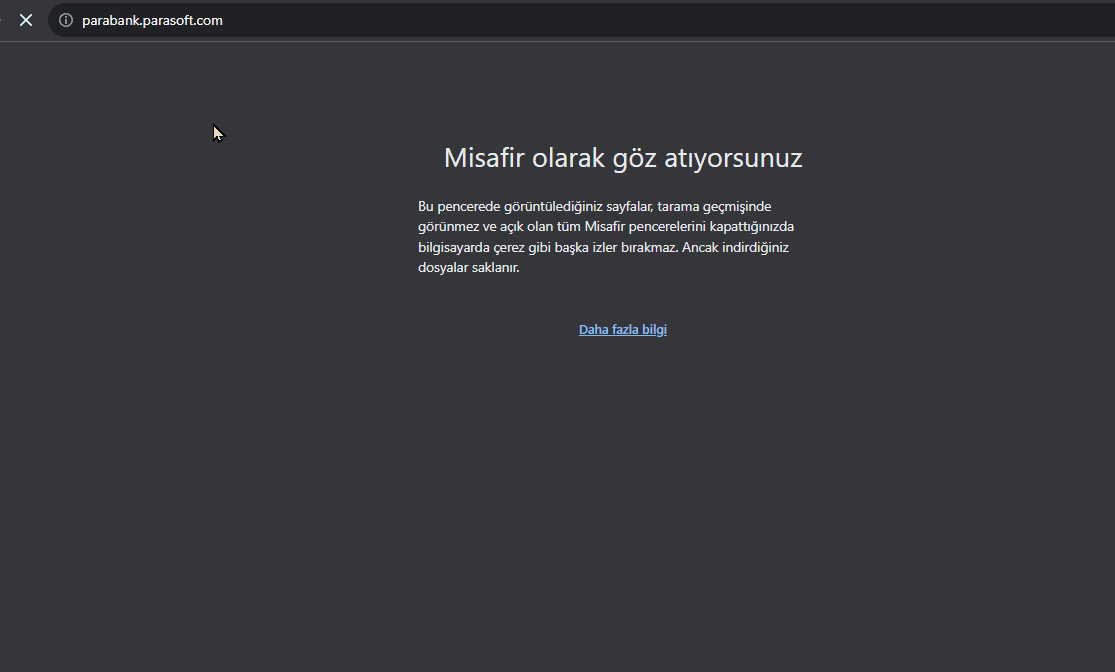 parabank.parasoft.com
Misafir olarak göz atıyorsunuz
Bu pencerede görüntülediğiniz sayfalar, tarama geçmişinde
görünmez ve açık olan tüm Misafir pencerelerini kapattığınızda
bilgisayarda çerez gibi başka izler bırakmaz. Ancak indirdiğiniz
dosyalar saklanır.
Daha fazla bilgi